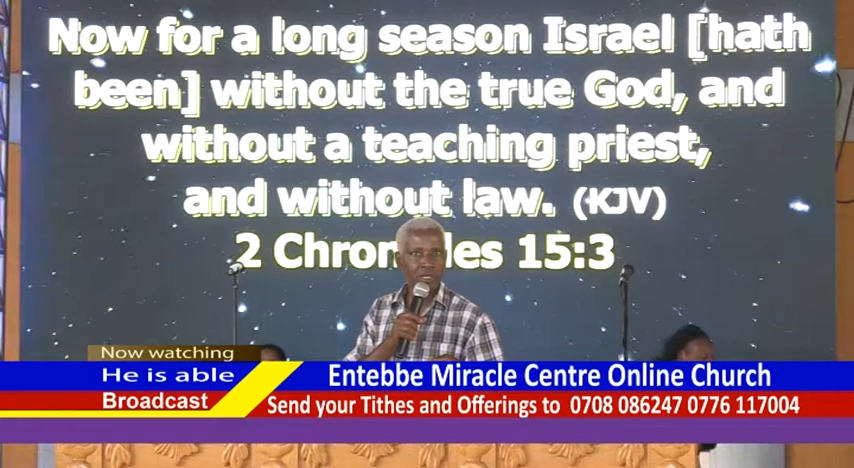 Now for a long season Israel [hath
been] without the true God, and
without a teaching priest,
and without law. (KJV)
2 Chron les 15:3
Now watching
He is able
Broadcast
Entebbe Miracle Centre Online Church
Send your Tithes and Offerings to 0708 086247 0776 117004